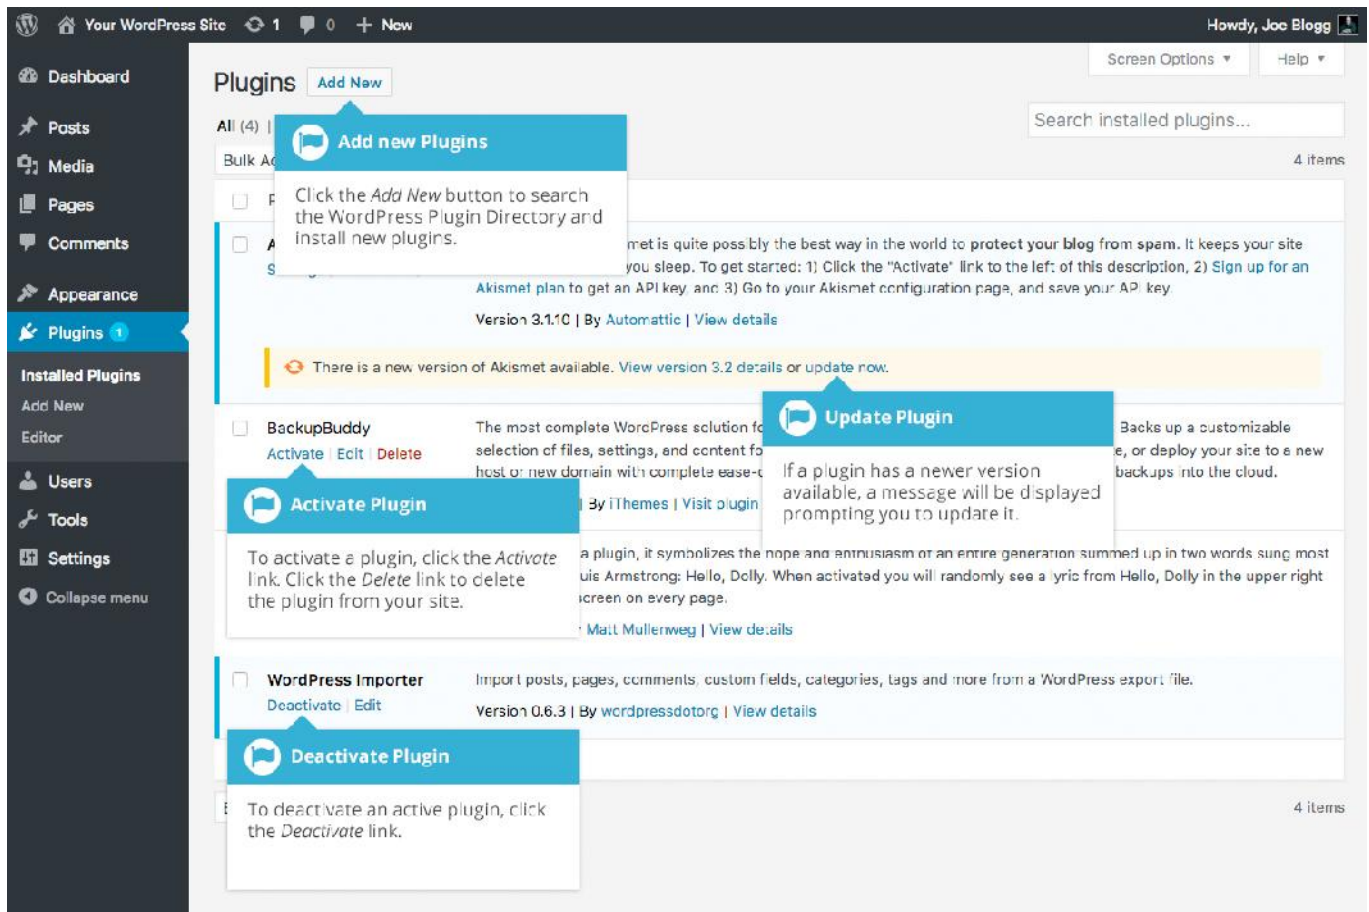 Your WordPress Site 1 0 New
Howdy, Joe Blogg
Dashboard
Posts
Media
Pages
Comments
Appearance
Plugins 1
Installed Plugins
Add New
Editor
Users
Tools
Settings
Collapse menu
Screen Options Help
Plugins Add New
All (4) |
Search installed plugins...
Bulk
4 items
Add new Plugins
Click the Add New button to search
the WordPress Plugin Directory and
install new plugins.
is quite possibly the best way in the world to protect your blog from spam. It keeps your site
you sleep. To get started: 1) Click the "Activate" link to the left of this description, 2) Sign up for an
Akismet plan to get an API key, and 3) Go to your Akismet configuration page, and save your API key.
Version 3.1.10 | By Automattic | View details
There is a new version of Akismet available. View version 3.2 details or update now.
Update Plugin
If a plugin has a newer version
available, a message will be displayed
prompting you to update it.
BackupBuddy
Activate | Edit | Delete
The most complete WordPress solution
Backs up a customizable
selection of files, settings, and content
or deploy your site to a new
host or new domain with complete
backups into the cloud.
| By iThemes | Visit plugin
Activate Plugin
To activate a plugin, click the Activate
link. Click the Delete link to delete
the plugin from your site.
a plugin, it symbolizes the hope and enthusiasm of an entire generation summed up in two words sung most
Armstrong: Hello, Dolly. When activated you will randomly see a lyric from Hello, Dolly in the upper right
screen on every page.
Matt Mullenweg | View details
WordPress Importer
Deactivate | Edit
Import posts, pages, comments, custom fields, categories, tags and more from a WordPress export file.
Version 0.6.3 | By wordpressdotorg | View details
Deactivate Plugin
To deactivate an active plugin, click
the Deactivate link.
4 items